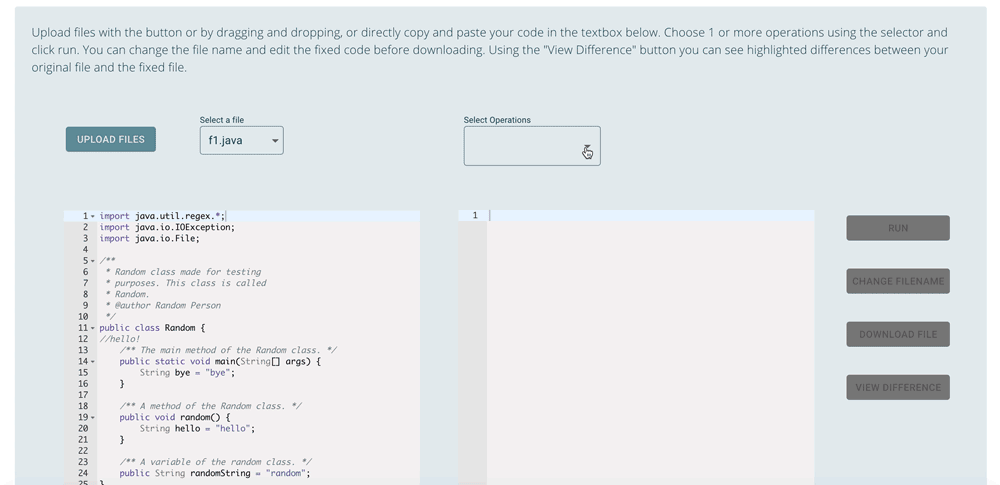 Upload files with the button or by dragging and dropping, or directly copy and paste your code in the textbox below. Choose 1 or more operations using the selector and
click run. You can change the file name and edit the fixed code before downloading. Using the "View Difference" button you can see highlighted differences between your
original file and the fixed file.
UPLOAD FILES
Select a file
f1.java
Select Operations
1 import java.util.regex.*;
2 import java.io.IOException;
3 import java.io.File;
4
5 /**
6  * Random class made for testing
7  * purposes. This class is called
8  * Random.
9  * @author Random Person
10  */
11 public class Random {
12 //hello!
13     /** The main method of the Random class. */
14     public static void main(String[] args) {
15         String bye = "bye";
16     }
17
18     /** A method of the Random class. */
19     public void random() {
20         String hello = "hello";
21     }
22
23     /** A variable of the random class. */
24     public String randomString = "random";
25 }
1
RUN
CHANGE FILENAME
DOWNLOAD FILE
VIEW DIFFERENCE